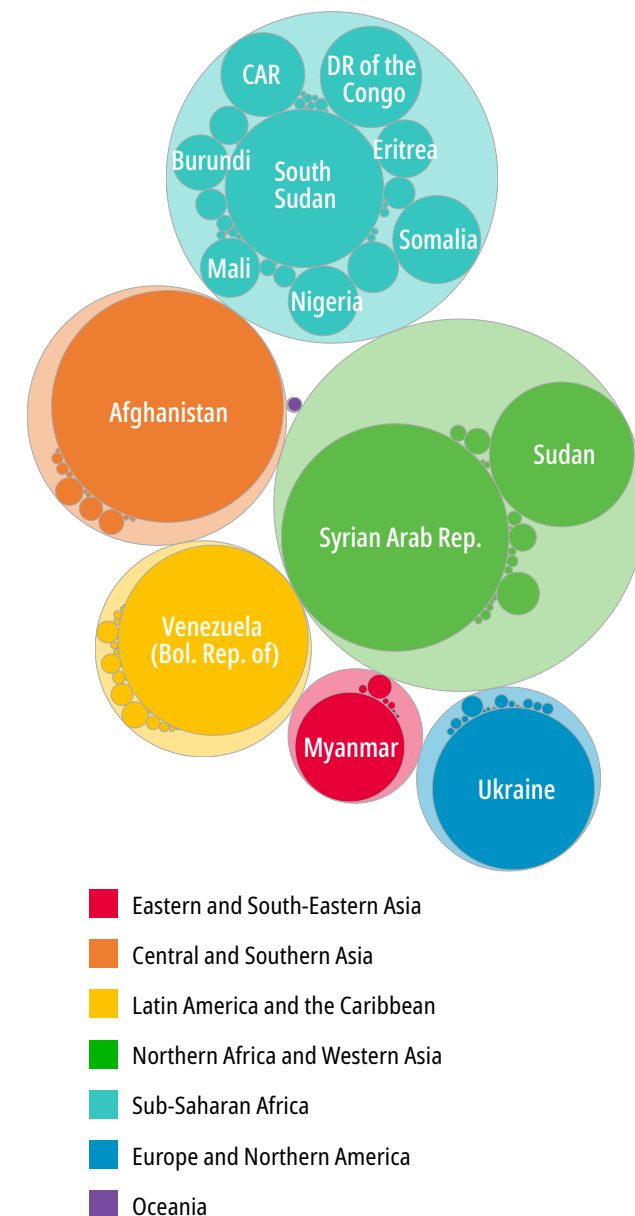 CAR
DR of the
Congo
Burundi
Eritrea
South
Sudan
Somalia
Mali
Nigeria
Afghanistan
Sudan
Syrian Arab Rep.
Venezuela
(Bol. Rep. of)
Myanmar
Ukraine
Eastern and South-Eastern Asia
Central and Southern Asia
Latin America and the Caribbean
Northern Africa and Western Asia
Sub-Saharan Africa
Europe and Northern America
Oceania